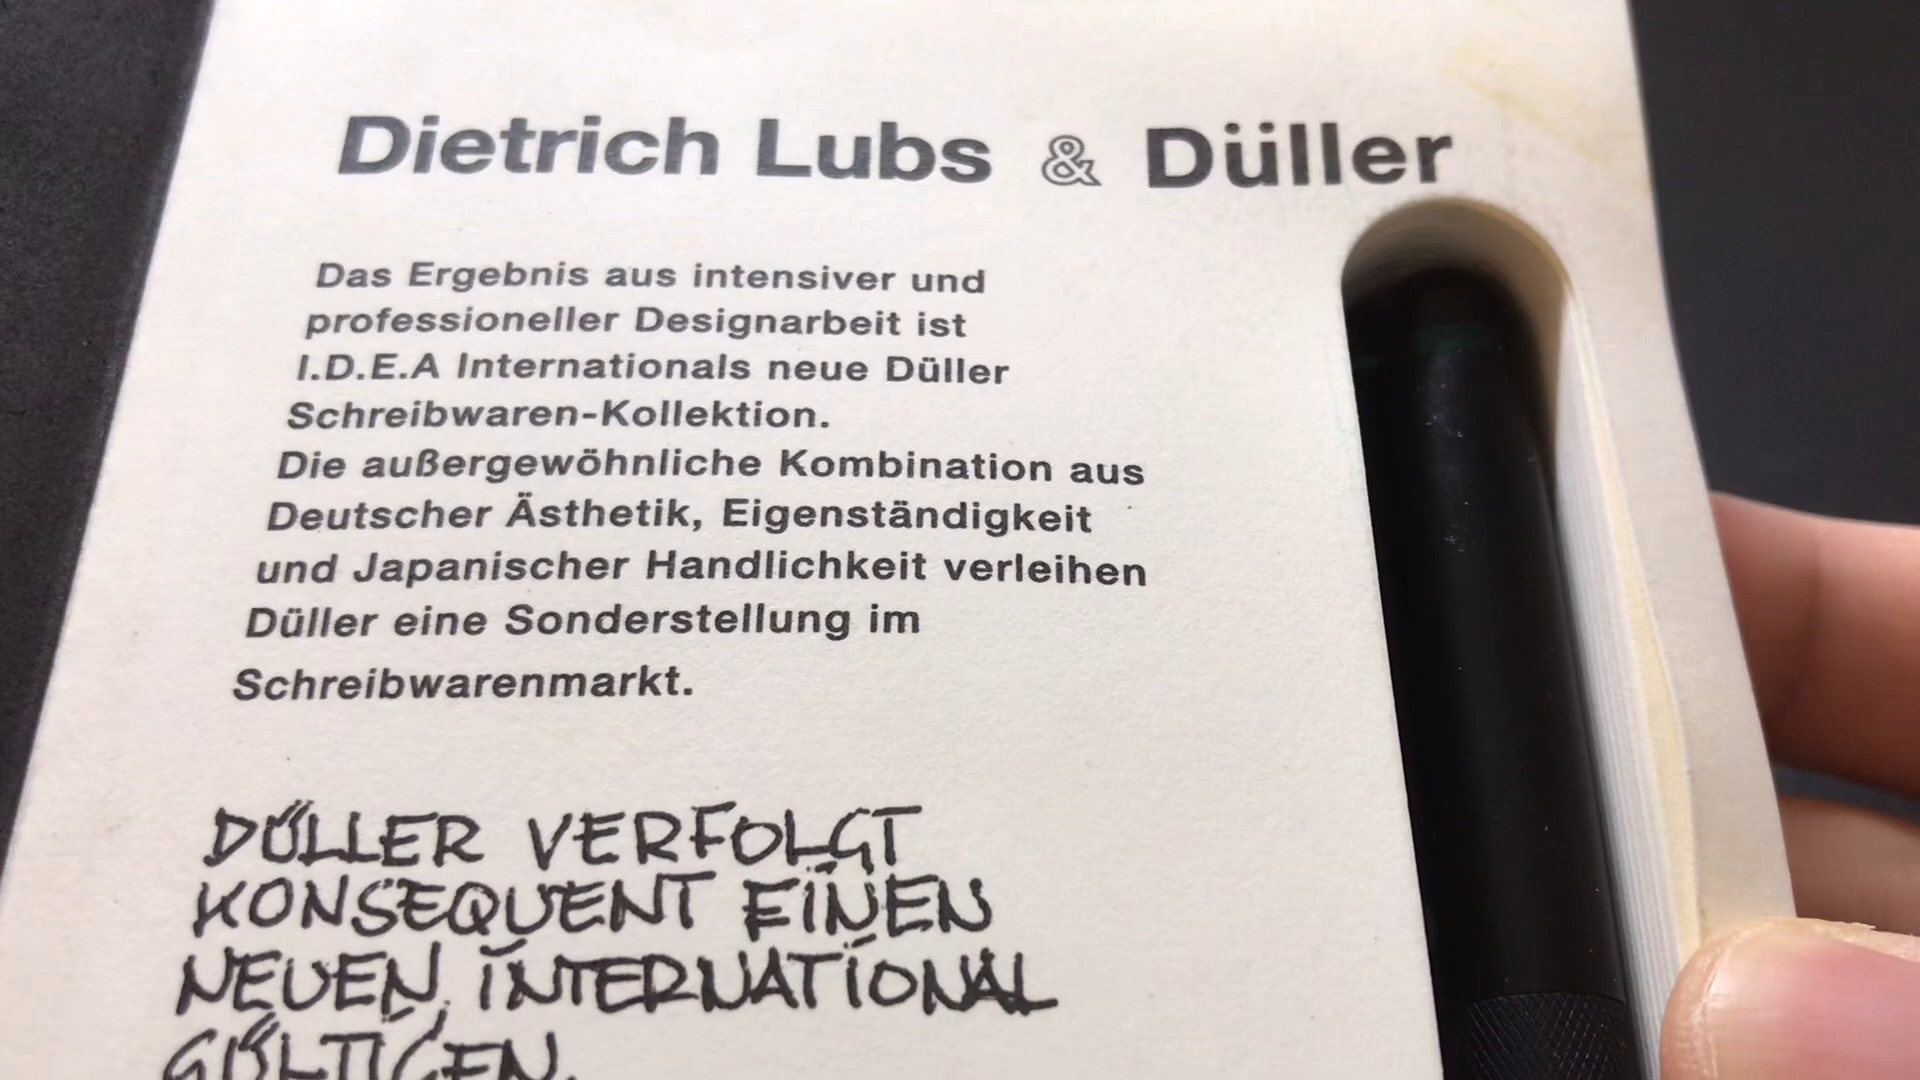 Dietrich Lubs & Düller
Das Ergebnis aus intensiver und
professioneller Designarbeit ist
I.D.E.A Internationals neue Düller
Schreibwaren-Kollektion.
Die außergewöhnliche Kombination aus
Deutscher Ästhetik, Eigenständigkeit
und Japanischer Handlichkeit verleihen
Düller eine Sonderstellung im
Schreibwarenmarkt.
DÜLLER VERFOLGT
KONSEQUENT EINEN
NEUEN, INTERNATIONAL
GÜLTIGEN,